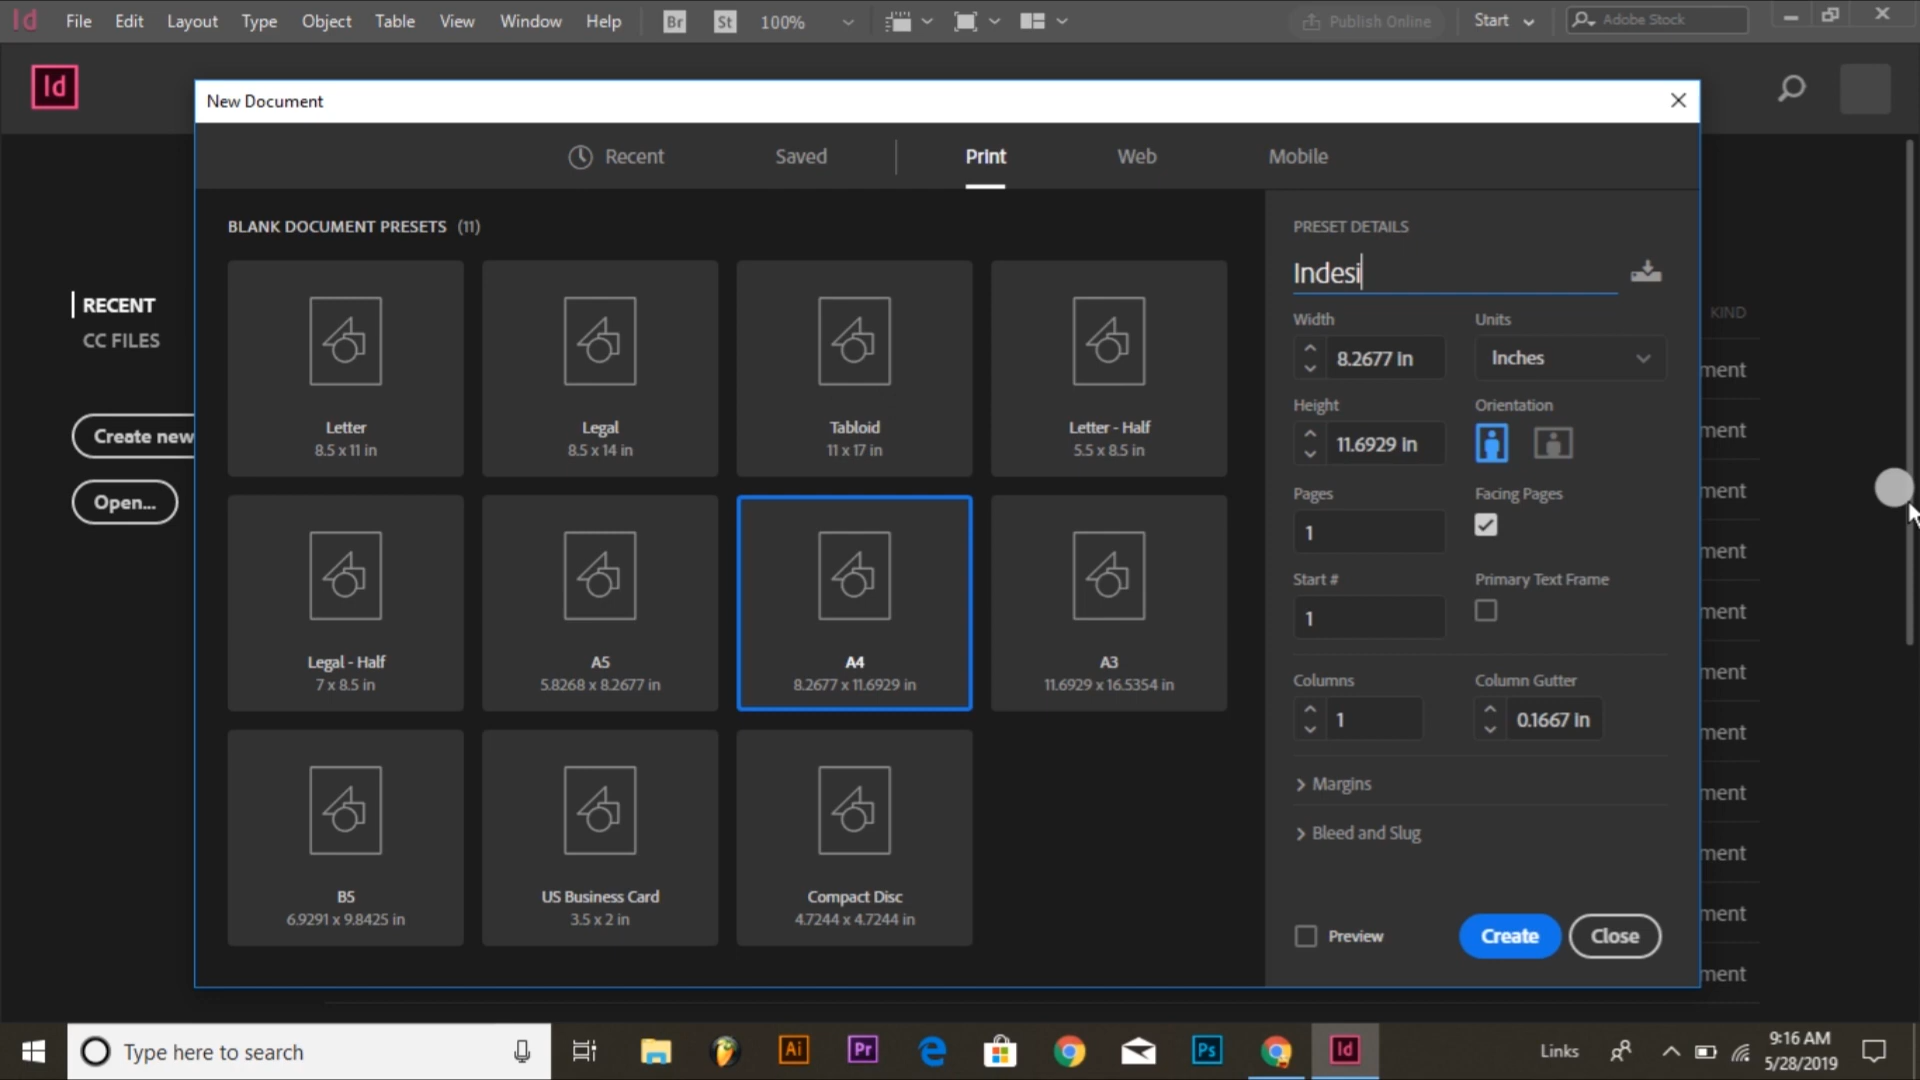 Id File Edit Layout Type Object Table View Window Help Br St 100% Publish Online Start Adobe Stock
Id
New Document
Recent Saved Print Web Mobile
BLANK DOCUMENT PRESETS (11)
PRESET DETAILS
Indesi
RECENT
CC FILES
Create new
Open...
Letter
8.5 x 11 in
Legal
8.5 x 14 in
Tabloid
11 x 17 in
Letter - Half
5.5 x 8.5 in
Legal - Half
7 x 8.5 in
A5
5.8268 x 8.2677 in
A4
8.2677 x 11.6929 in
A3
11.6929 x 16.5354 in
B5
6.9291 x 9.8425 in
US Business Card
3.5 x 2 in
Compact Disc
4.7244 x 4.7244 in
Width Units
8.2677 in Inches
Height Orientation
11.6929 in
Pages Facing Pages
1
Start # Primary Text Frame
1
Columns Column Gutter
1 0.1667 in
Margins
Bleed and Slug
Preview Create Close
KIND
ment
ment
ment
ment
ment
ment
ment
ment
ment
ment
ment
Type here to search
Ai Pr Ps Id
Links
9:16 AM
5/28/2019